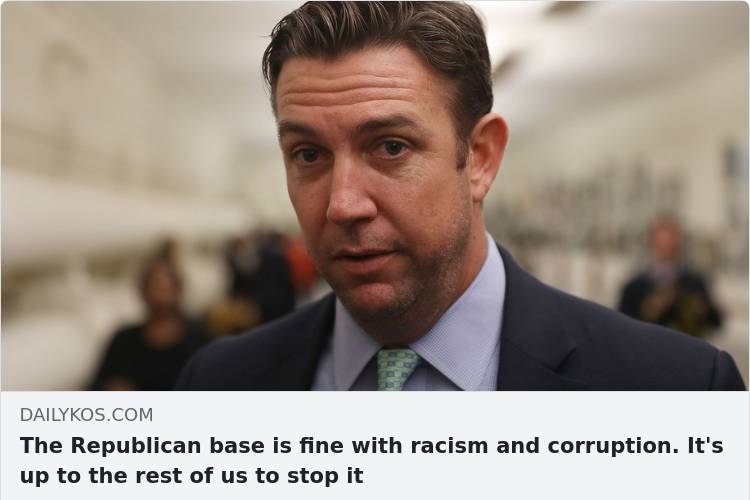 DAILYKOS.COM
The Republican base is fine with racism and corruption. It's
up to the rest of us to stop it